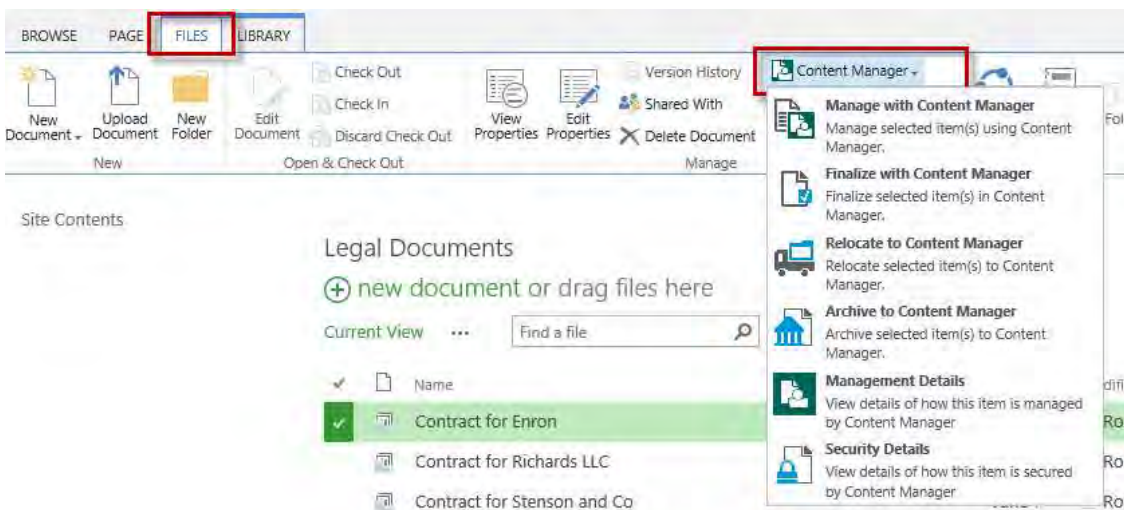 BROWSE PAGE FILES LIBRARY
New Document
Upload Document
New Folder
New
Edit Document
Check Out
Check In
Discard Check Out
Open & Check Out
View Properties
Edit Properties
Version History
Shared With
Delete Document
Manage
Content Manager
Manage with Content Manager
Manage selected item(s) using Content
Manager.
Finalize with Content Manager
Finalize selected item(s) in Content
Manager.
Relocate to Content Manager
Relocate selected item(s) to Content
Manager.
Archive to Content Manager
Archive selected item(s) to Content
Manager.
Management Details
View details of how this item is managed
by Content Manager
Security Details
View details of how this item is secured
by Content Manager
Fol
Site Contents
Legal Documents
new document or drag files here
Current View ... Find a file
Name
Contract for Enron
Ro
Contract for Richards LLC
Ro
Contract for Stenson and Co
Ro